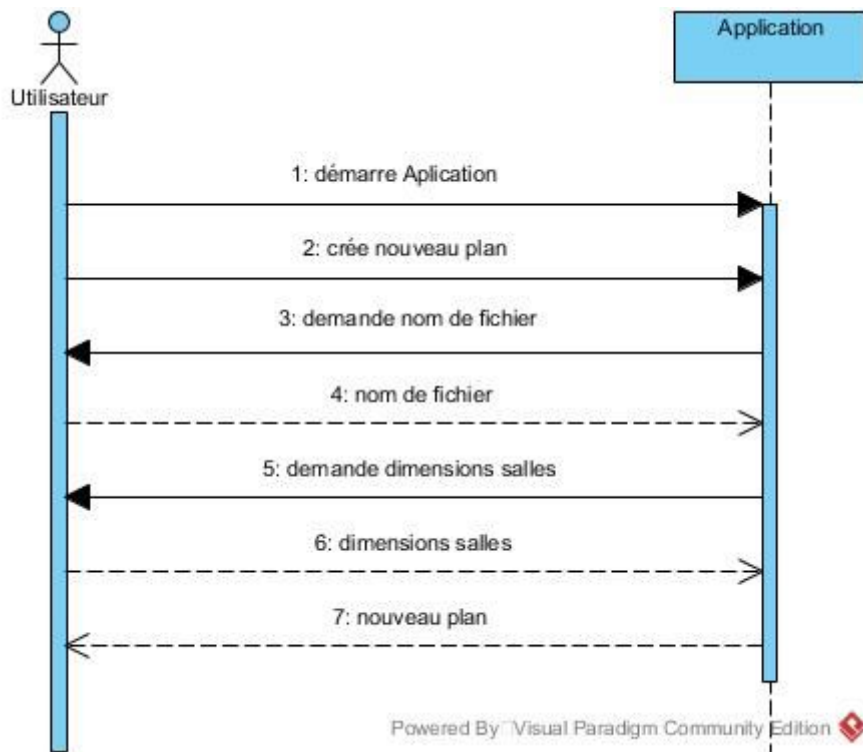 Application
Utilisateur
1: démarre Aplication
2: crée nouveau plan
3: demande nom de fichier
4: nom de fichier
5: demande dimensions salles
6: dimensions salles
7: nouveau plan
Powered By Visual Paradigm Community Edition